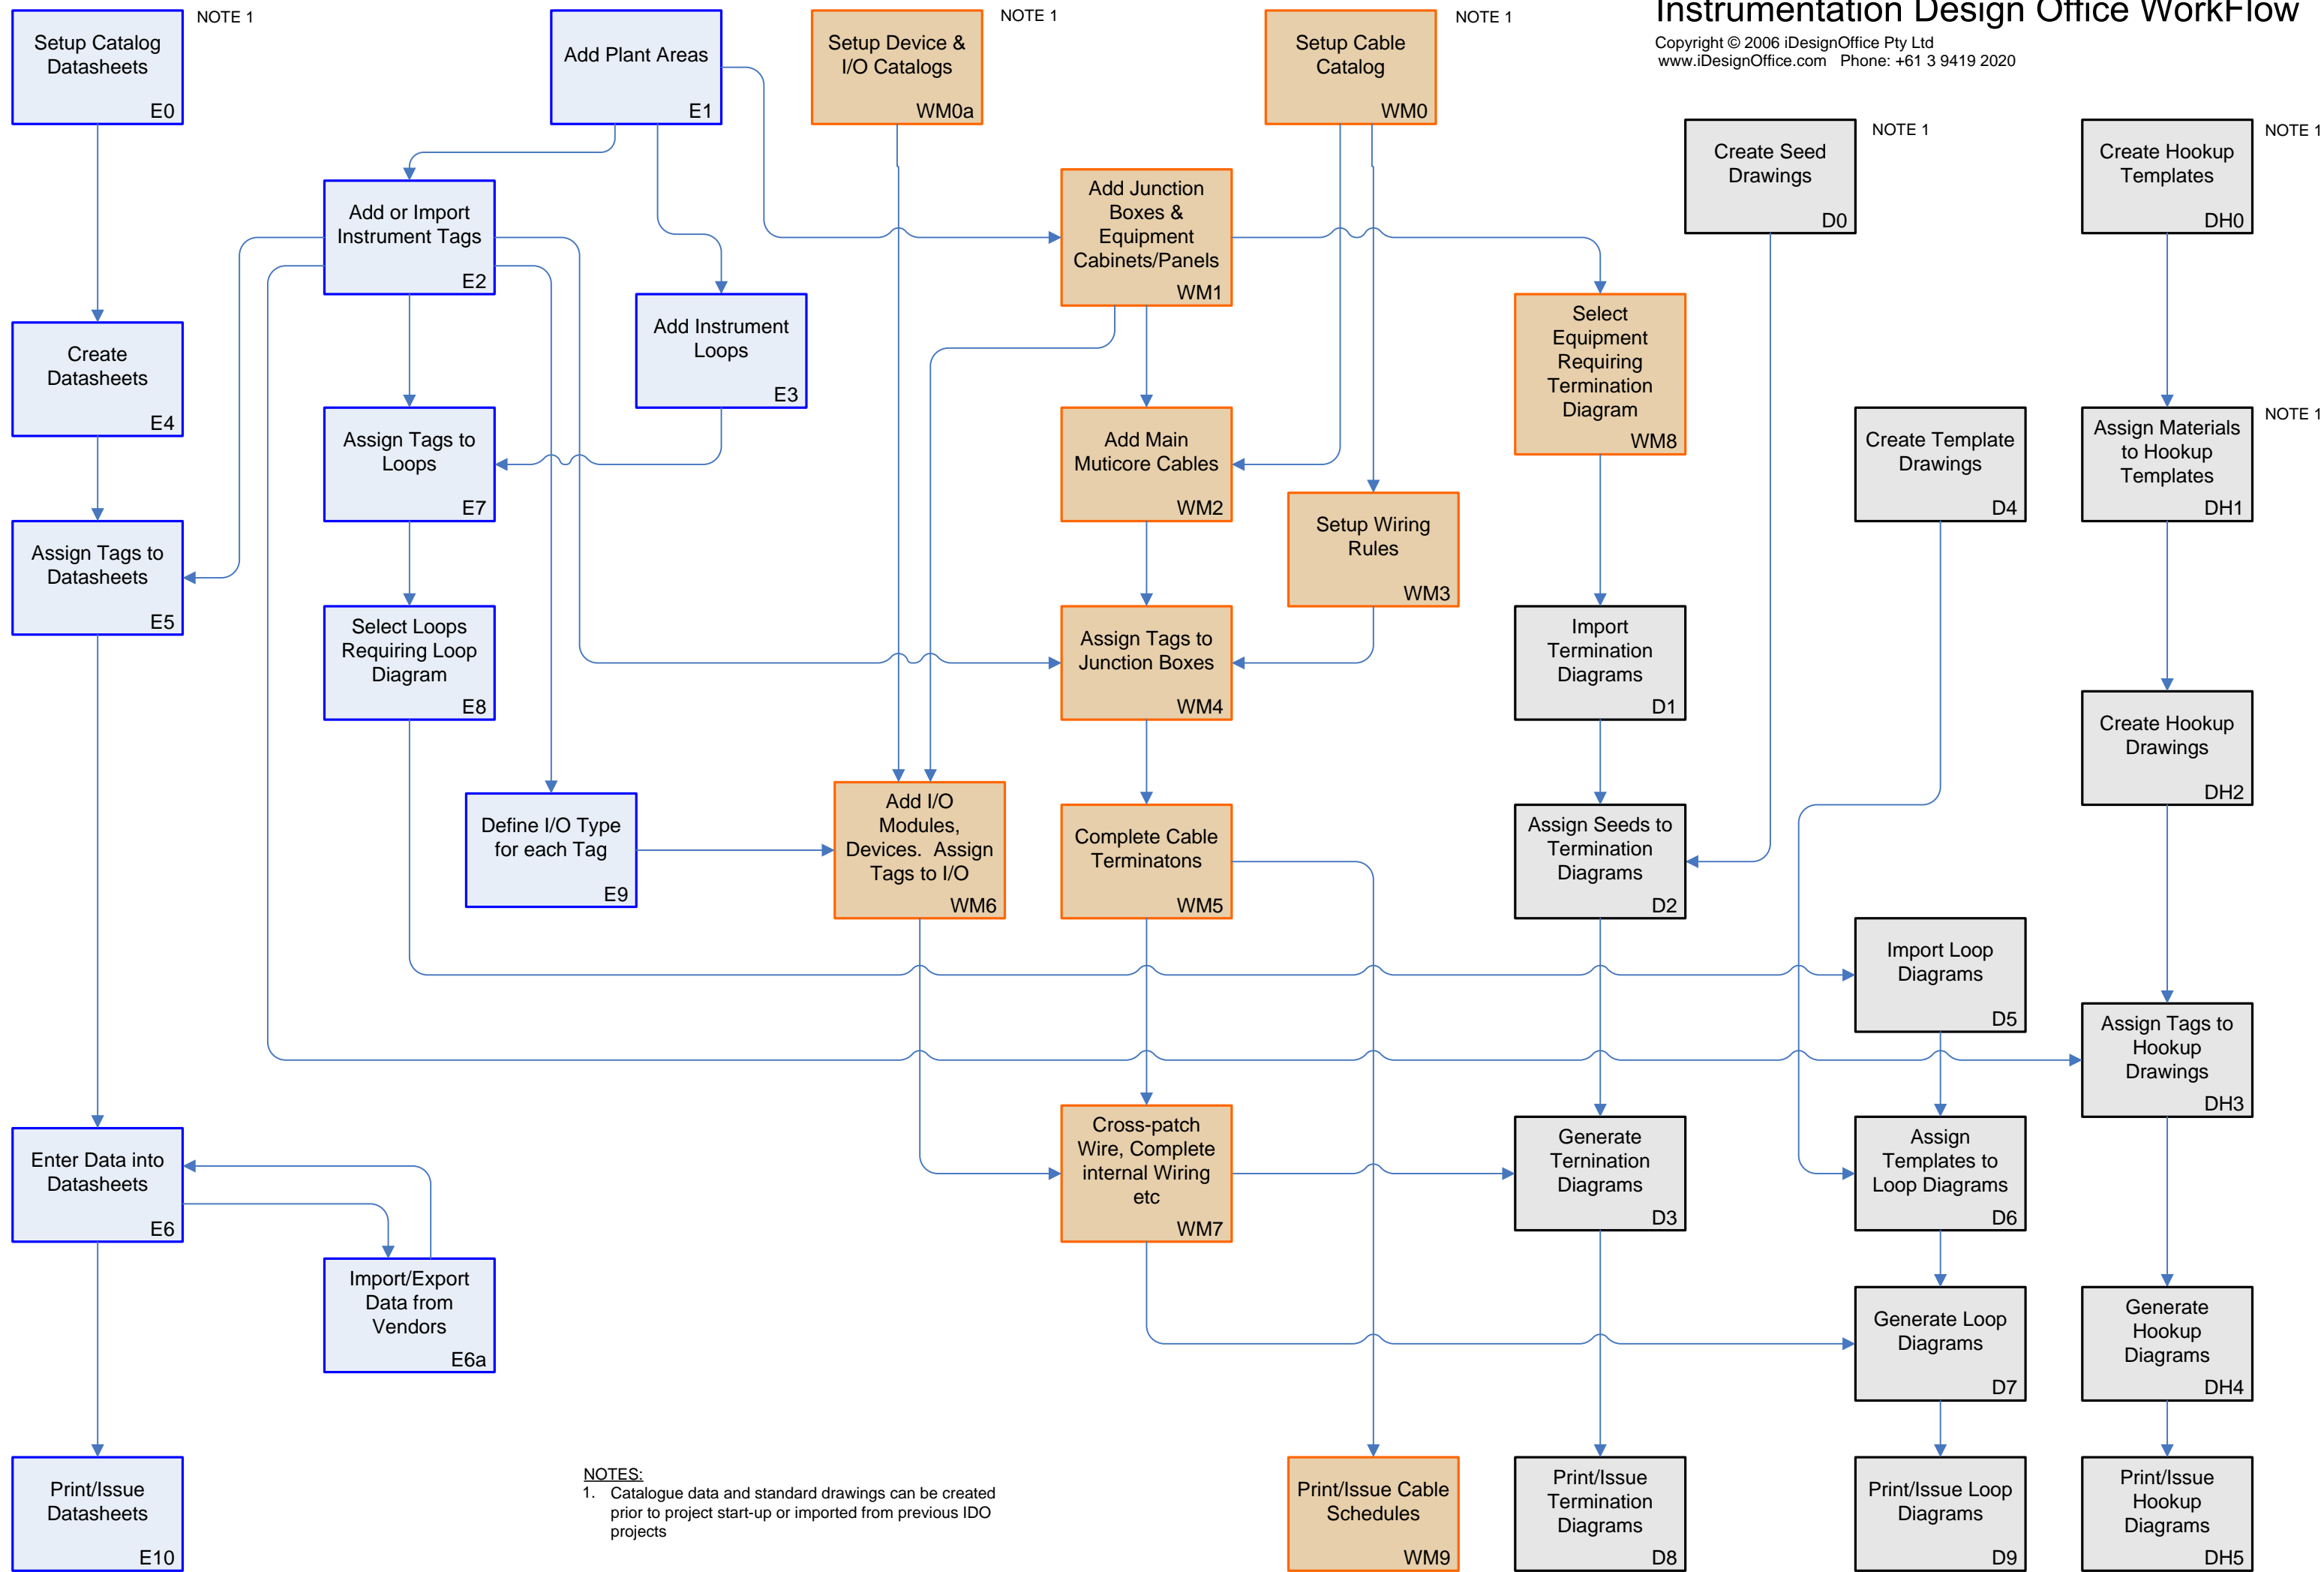 Instrumentation Design Office WorkFlow
Copyright © 2006 iDesignOffice Pty Ltd
www.iDesignOffice.com Phone: +61 3 9419 2020
Setup Catalog
Datasheets
E0
NOTE 1
Add Plant Areas
E1
Setup Device &
I/O Catalogs
WM0a
NOTE 1
Setup Cable
Catalog
WM0
NOTE 1
Create Seed
Drawings
D0
NOTE 1
Create Hookup
Templates
DH0
NOTE 1
Add or Import
Instrument Tags
E2
Add Junction
Boxes &
Equipment
Cabinets/Panels
WM1
Add Instrument
Loops
E3
Select
Equipment
Requiring
Termination
Diagram
WM8
Create
Datasheets
E4
Assign Tags to
Loops
E7
Add Main
Muticore Cables
WM2
Create Template
Drawings
D4
Assign Materials
to Hookup
Templates
DH1
NOTE 1
Setup Wiring
Rules
WM3
Assign Tags to
Datasheets
E5
Select Loops
Requiring Loop
Diagram
E8
Assign Tags to
Junction Boxes
WM4
Import
Termination
Diagrams
D1
Create Hookup
Drawings
DH2
Define I/O Type
for each Tag
E9
Add I/O
Modules,
Devices. Assign
Tags to I/O
WM6
Complete Cable
Terminatons
WM5
Assign Seeds to
Termination
Diagrams
D2
Import Loop
Diagrams
D5
Assign Tags to
Hookup
Drawings
DH3
Enter Data into
Datasheets
E6
Cross-patch
Wire, Complete
internal Wiring
etc
WM7
Generate
Ternination
Diagrams
D3
Assign
Templates to
Loop Diagrams
D6
Import/Export
Data from
Vendors
E6a
Generate Loop
Diagrams
D7
Generate
Hookup
Diagrams
DH4
Print/Issue
Datasheets
E10
NOTES:
1. Catalogue data and standard drawings can be created
prior to project start-up or imported from previous IDO
projects
Print/Issue Cable
Schedules
WM9
Print/Issue
Termination
Diagrams
D8
Print/Issue Loop
Diagrams
D9
Print/Issue
Hookup
Diagrams
DH5